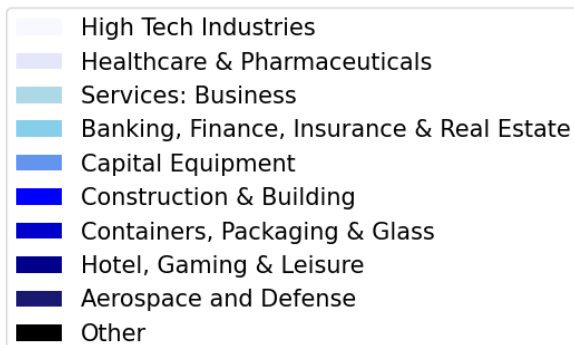 High Tech Industries
Healthcare & Pharmaceuticals
Services: Business
Banking, Finance, Insurance & Real Estate
Capital Equipment
Construction & Building
Containers, Packaging & Glass
Hotel, Gaming & Leisure
Aerospace and Defense
Other